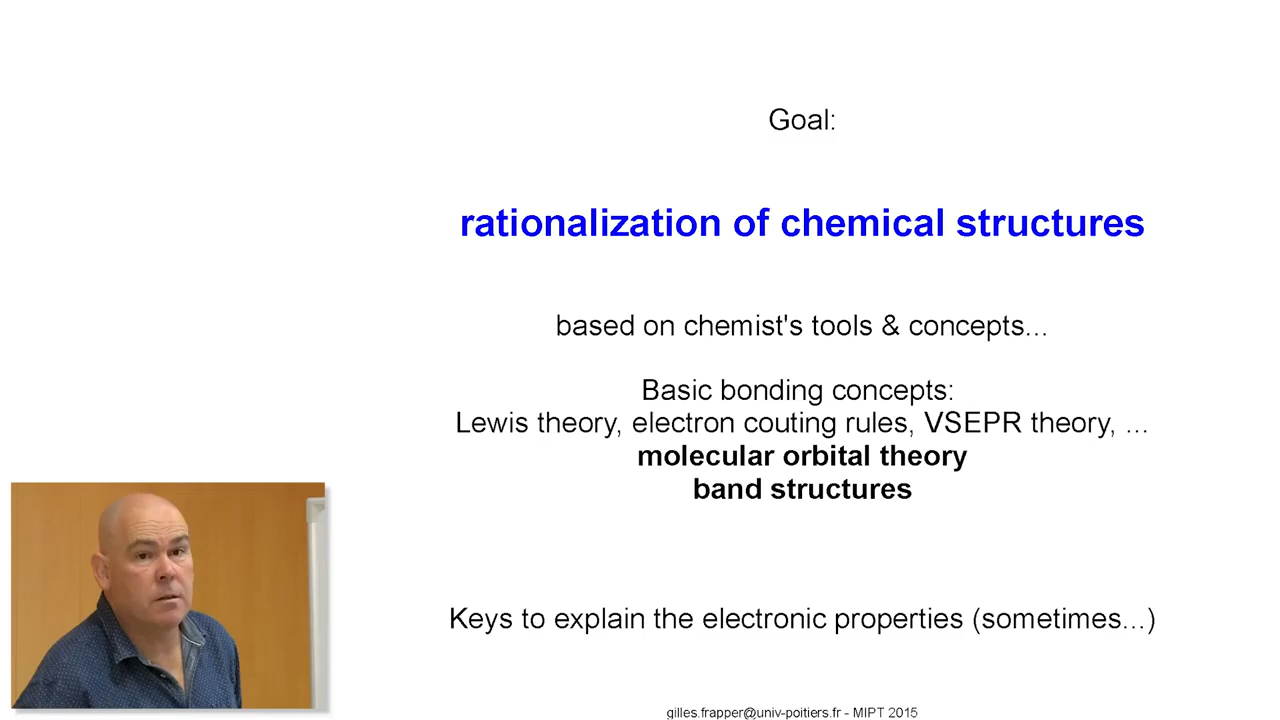 Goal:
rationalization of chemical structures
based on chemist's tools & concepts...
Basic bonding concepts:
Lewis theory, electron couting rules, VSEPR theory, ...
molecular orbital theory
band structures
Keys to explain the electronic properties (sometimes...)
gilles.frapper@univ-poitiers.fr - MIPT 2015